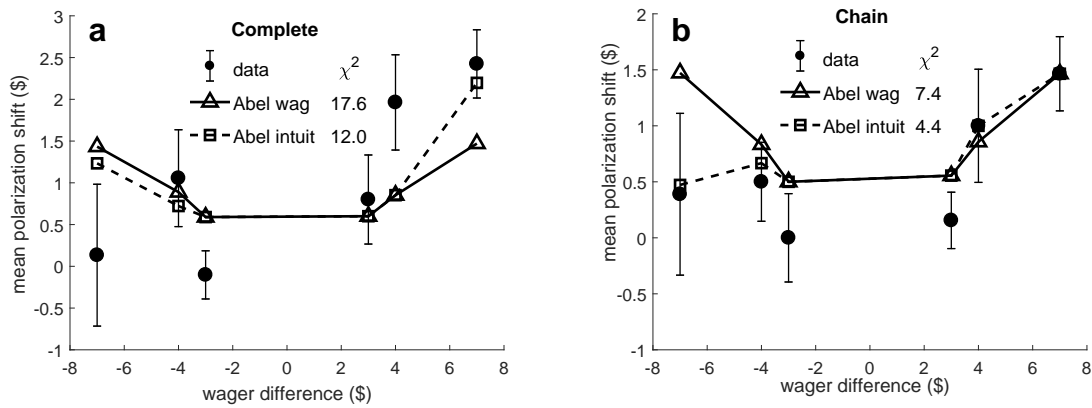 a
Complete
data χ²
Abel wag 17.6
Abel intuit 12.0
mean polarization shift ($)
3
2.5
2
1.5
1
0.5
0
-0.5
-1
-8 -6 -4 -2 0 2 4 6 8
wager difference ($)
b
Chain
data χ²
Abel wag 7.4
Abel intuit 4.4
mean polarization shift ($)
2
1.5
1
0.5
0
-0.5
-1
-8 -6 -4 -2 0 2 4 6 8
wager difference ($)